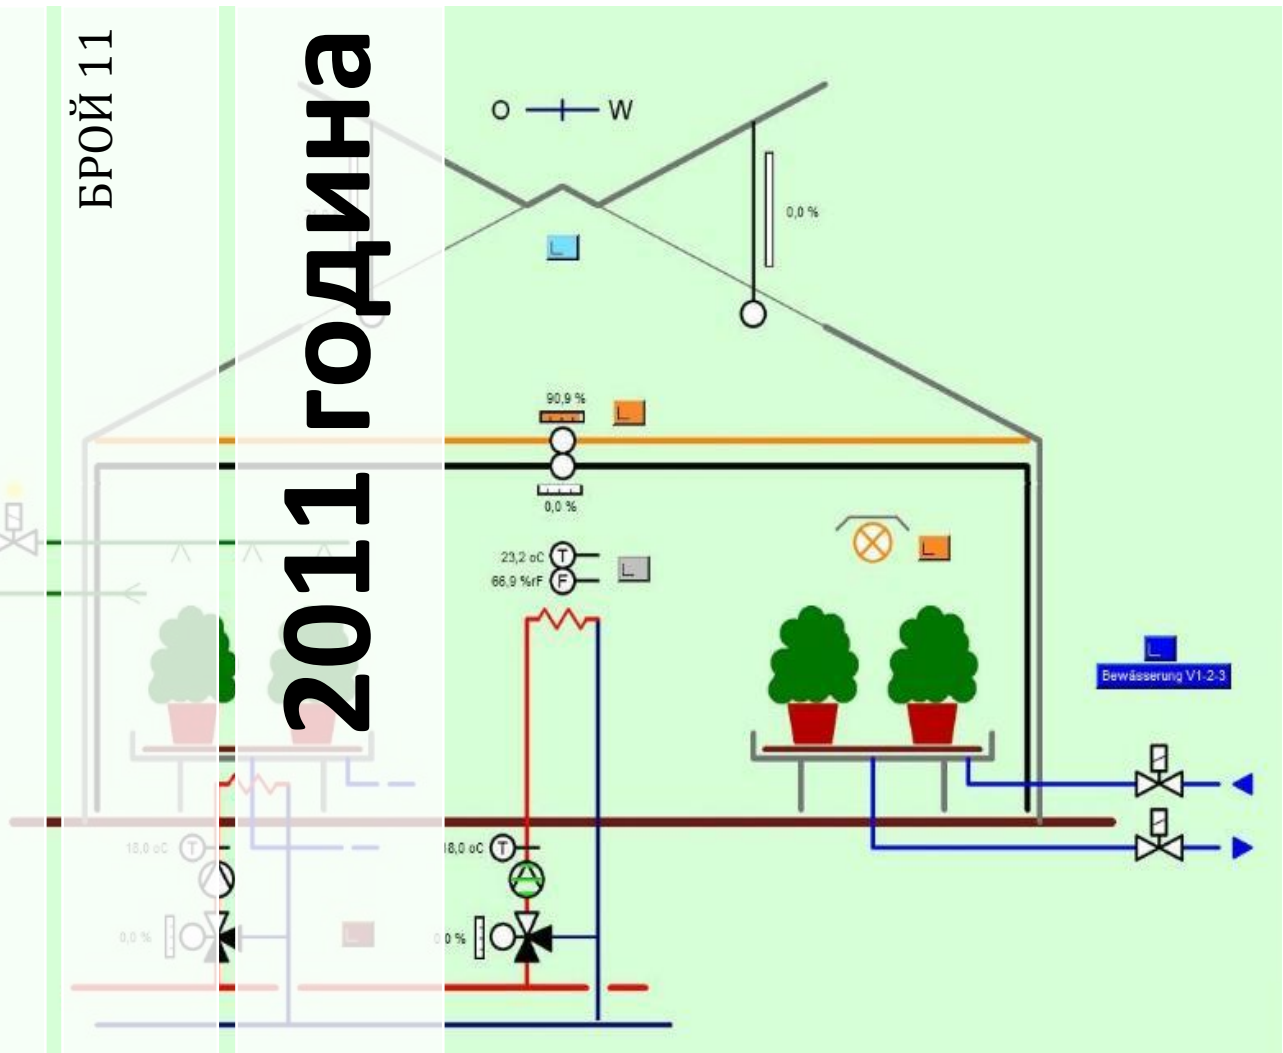 БРОЙ 11
2011 година
O W
0,0 %
90,9 %
0,0 %
23,2 oC T
66,9 %rF F
Bewässerung V1-2-3
18,0 oC T
18,0 oC T
0,0 %
0 %